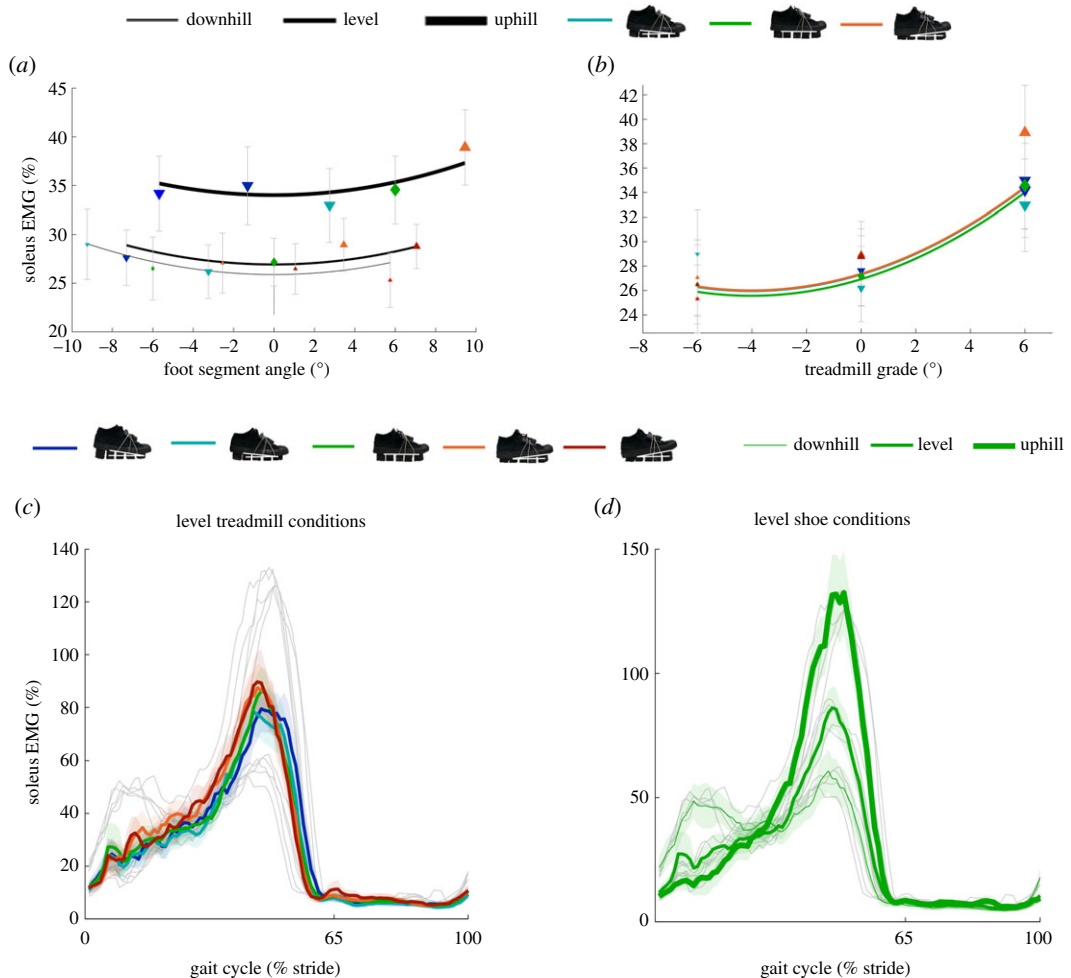 downhill level uphill
(a)
(b)
45
40
35
30
25
20
soleus EMG (%)
–10 –8 –6 –4 –2 0 2 4 6 8 10
foot segment angle (°)
42
40
38
36
34
32
30
28
26
24
22
–8 –6 –4 –2 0 2 4 6
treadmill grade (°)
downhill level uphill
(c)
level treadmill conditions
(d)
level shoe conditions
140
120
100
80
60
40
20
0
soleus EMG (%)
0 65 100
gait cycle (% stride)
150
100
50
0
65 100
gait cycle (% stride)